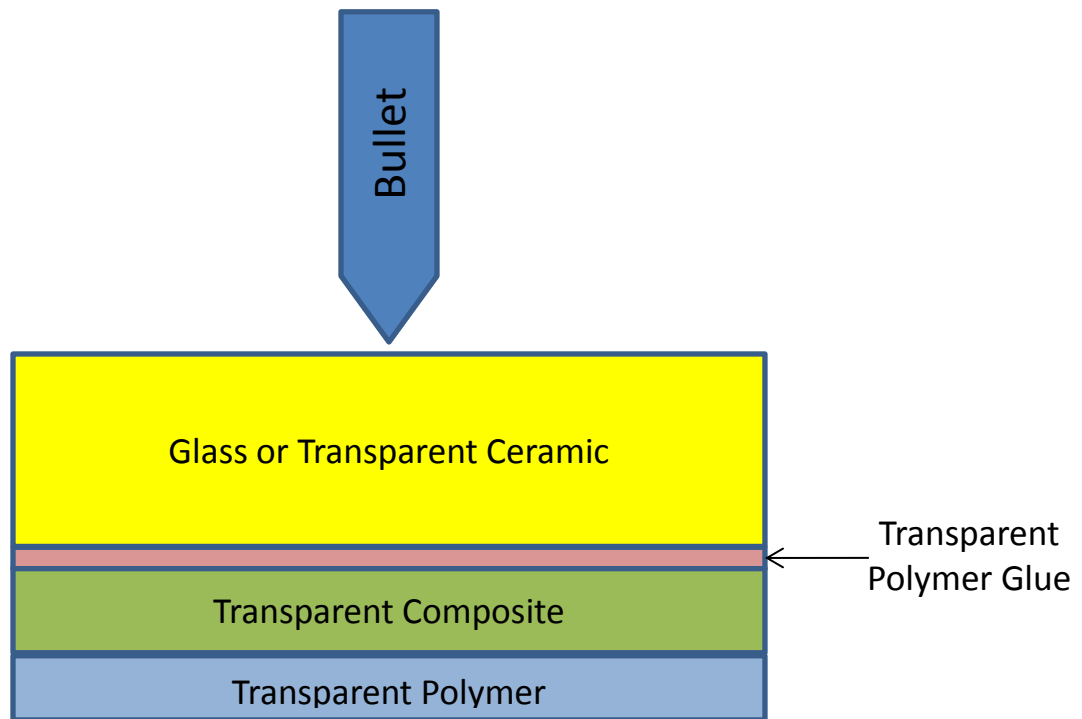 Bullet
Glass or Transparent Ceramic
Transparent
Polymer Glue
Transparent Composite
Transparent Polymer